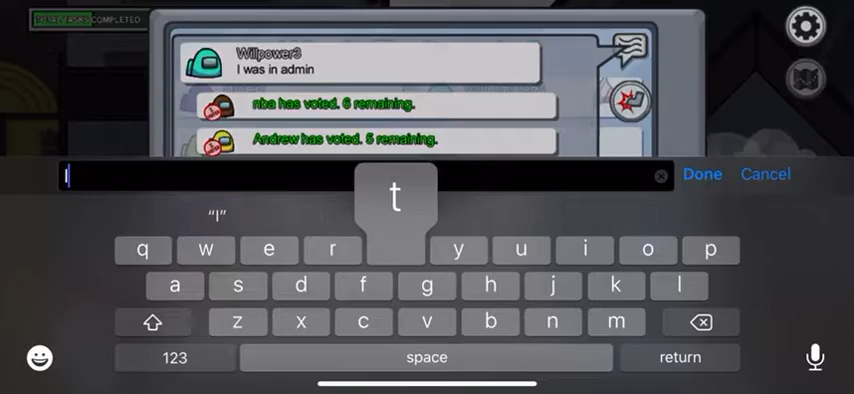 TOTAL TASKS COMPLETED
Willpower3
I was in admin
nba has voted. 6 remaining.
Andrew has voted. 5 remaining.
I
Done
Cancel
t
"I"
q w e r y u i o p
a s d f g h j k l
z x c v b n m
123 space return